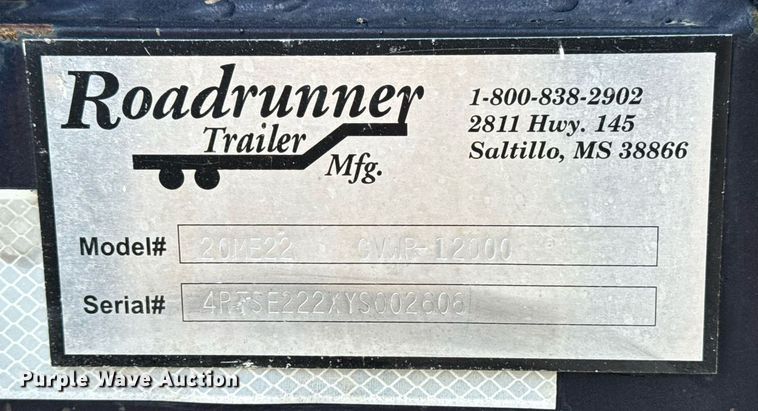 Roadrunner
Trailer
Mfg.
1-800-838-2902
2811 Hwy. 145
Saltillo, MS 38866
Model# 20ME22 GVWR-12000
Serial#
Purple Wave Auction